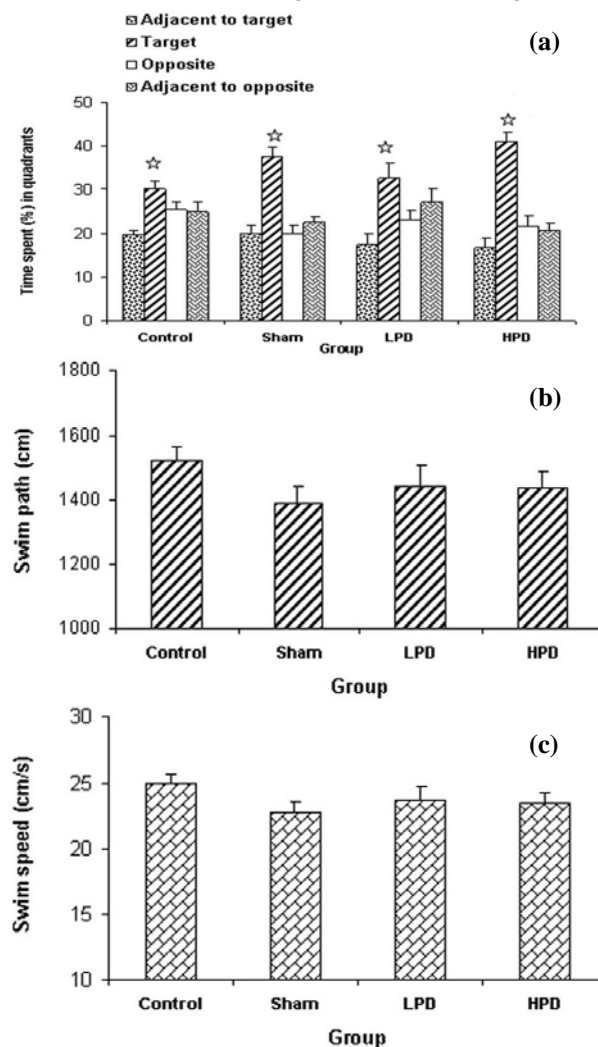 Adjacent to target
Target
Opposite
Adjacent to opposite
(a)
Time spent (%) in quadrants
50
40
30
20
10
0
Control Sham LPD HPD
Group
(b)
Swim path (cm)
1800
1600
1400
1200
1000
Control Sham LPD HPD
Group
(c)
Swim speed (cm/s)
30
25
20
15
10
Control Sham LPD HPD
Group